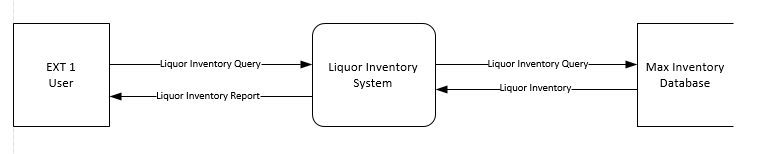 EXT 1
User
Liquor Inventory Query
Liquor Inventory Report
Liquor Inventory
System
Liquor Inventory Query
Liquor Inventory
Max Inventory
Database